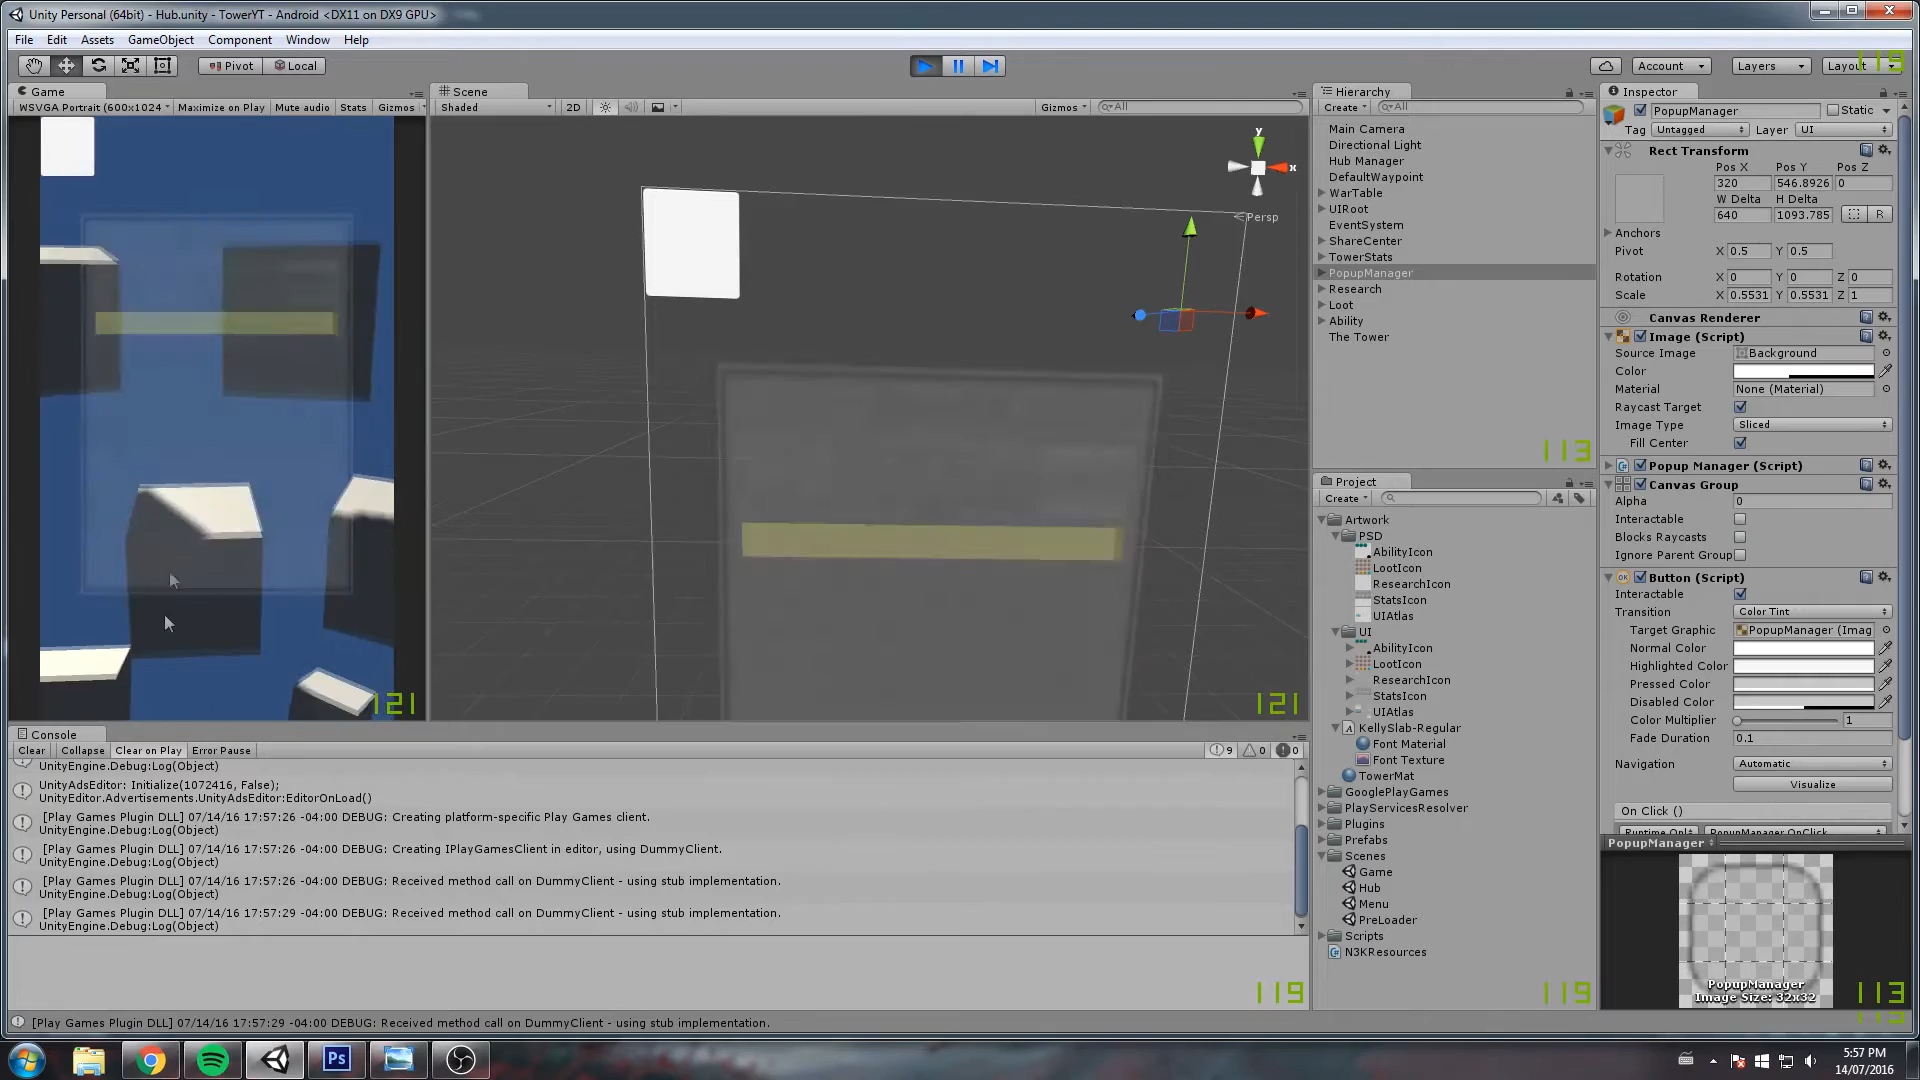 Unity Personal (64bit) - Hub.unity - TowerYT - Android <DX11 on DX9 GPU>
File Edit Assets GameObject Component Window Help
Pivot Local Account Layers Layout
119
Game
WSVGA Portrait (600x1024 Maximize on Play Mute audio Stats Gizmos
121
Scene
Shaded 2D Gizmos All
y
x
Persp
121
Hierarchy
Create All
Main Camera
Directional Light
Hub Manager
DefaultWaypoint
WarTable
UIRoot
EventSystem
ShareCenter
TowerStats
PopupManager
Research
Loot
Ability
The Tower
113
Project
Create
Artwork
PSD
AbilityIcon
LootIcon
ResearchIcon
StatsIcon
UIAtlas
UI
AbilityIcon
LootIcon
ResearchIcon
StatsIcon
UIAtlas
KellySlab-Regular
Font Material
Font Texture
TowerMat
GooglePlayGames
PlayServicesResolver
Plugins
Prefabs
Scenes
Game
Hub
Menu
PreLoader
Scripts
N3KResources
119
Inspector
PopupManager Static
Tag Untagged Layer UI
Rect Transform
Pos X Pos Y Pos Z
320 546.8926 0
W Delta H Delta
640 1093.785 R
Anchors
Pivot X 0.5 Y 0.5
Rotation X 0 Y 0 Z 0
Scale X 0.5531 Y 0.5531 Z 1
Canvas Renderer
Image (Script)
Source Image Background
Color
Material None (Material)
Raycast Target
Image Type Sliced
Fill Center
Popup Manager (Script)
Canvas Group
Alpha 0
Interactable
Blocks Raycasts
Ignore Parent Group
Button (Script)
Interactable
Transition Color Tint
Target Graphic PopupManager (Imag
Normal Color
Highlighted Color
Pressed Color
Disabled Color
Color Multiplier 1
Fade Duration 0.1
Navigation Automatic
Visualize
On Click ()
Runtime Onl PopupManager.OnClick
PopupManager
PopupManager
Image Size: 32x32
113
Console
Clear Collapse Clear on Play Error Pause 9 0 0
UnityEngine.Debug:Log(Object)
UnityAdsEditor: Initialize(1072416, False);
UnityEditor.Advertisements.UnityAdsEditor:EditorOnLoad()
[Play Games Plugin DLL] 07/14/16 17:57:26 -04:00 DEBUG: Creating platform-specific Play Games client.
UnityEngine.Debug:Log(Object)
[Play Games Plugin DLL] 07/14/16 17:57:26 -04:00 DEBUG: Creating IPlayGamesClient in editor, using DummyClient.
UnityEngine.Debug:Log(Object)
[Play Games Plugin DLL] 07/14/16 17:57:26 -04:00 DEBUG: Received method call on DummyClient - using stub implementation.
UnityEngine.Debug:Log(Object)
[Play Games Plugin DLL] 07/14/16 17:57:29 -04:00 DEBUG: Received method call on DummyClient - using stub implementation.
UnityEngine.Debug:Log(Object)
119
[Play Games Plugin DLL] 07/14/16 17:57:29 -04:00 DEBUG: Received method call on DummyClient - using stub implementation.
Ps
5:57 PM
14/07/2016